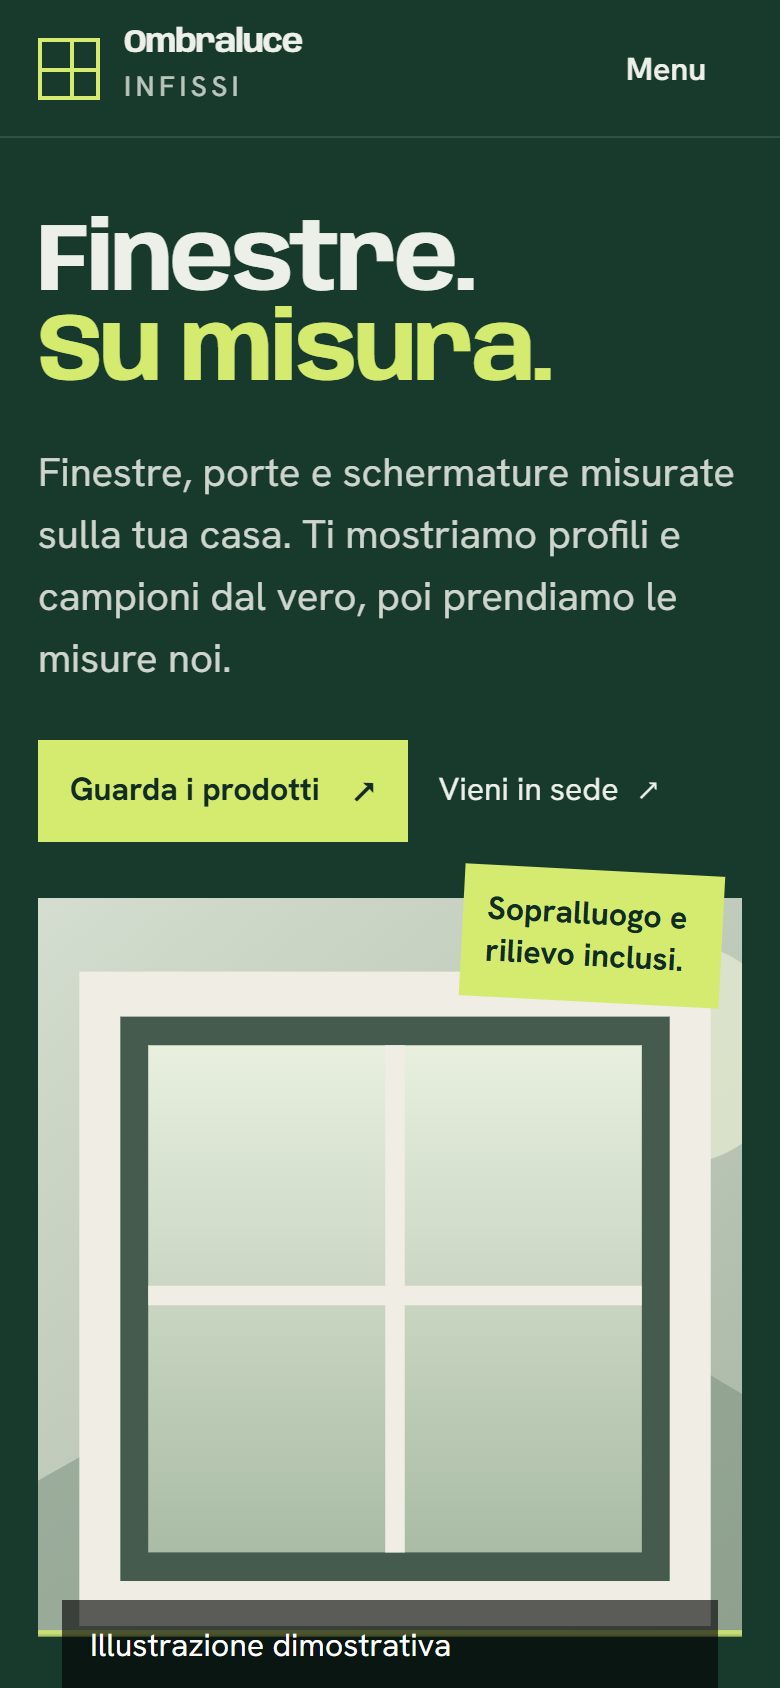 Ombraluce
INFISSI
Menu
Finestre.
Su misura.
Finestre, porte e schermature misurate
sulla tua casa. Ti mostriamo profili e
campioni dal vero, poi prendiamo le
misure noi.
Guarda i prodotti ↗
Vieni in sede ↗
Sopralluogo e
rilievo inclusi.
Illustrazione dimostrativa